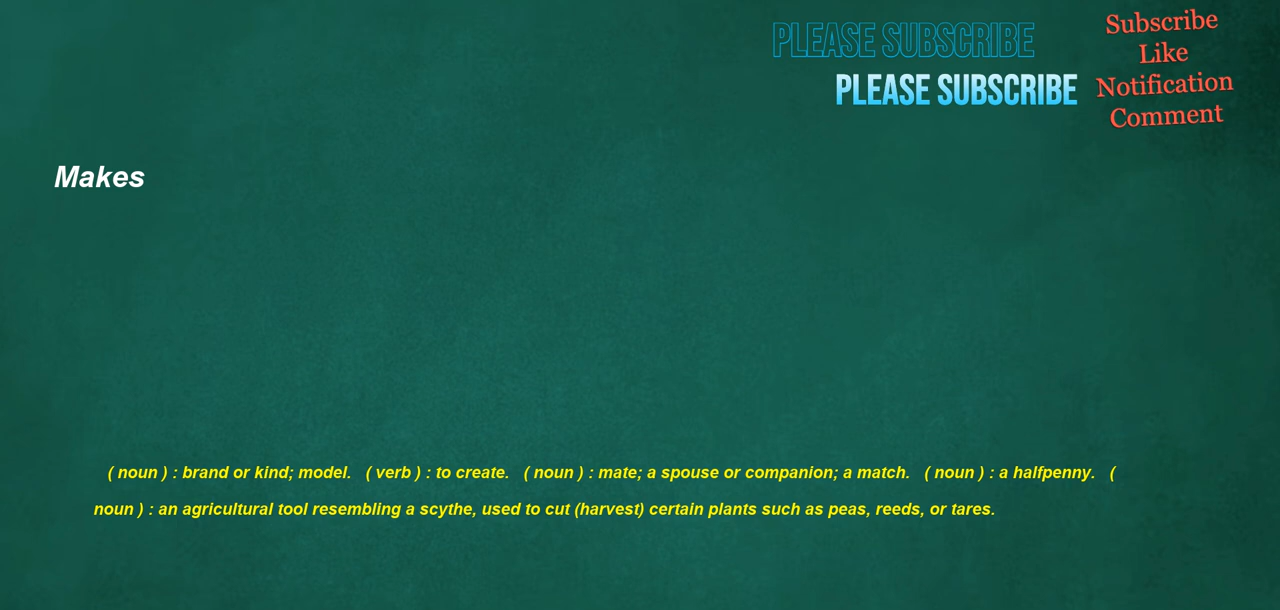 PLEASE SUBSCRIBE
PLEASE SUBSCRIBE
Subscribe
Like
Notification
Comment
Makes
( noun ) : brand or kind; model. ( verb ) : to create. ( noun ) : mate; a spouse or companion; a match. ( noun ) : a halfpenny. (
noun ) : an agricultural tool resembling a scythe, used to cut (harvest) certain plants such as peas, reeds, or tares.